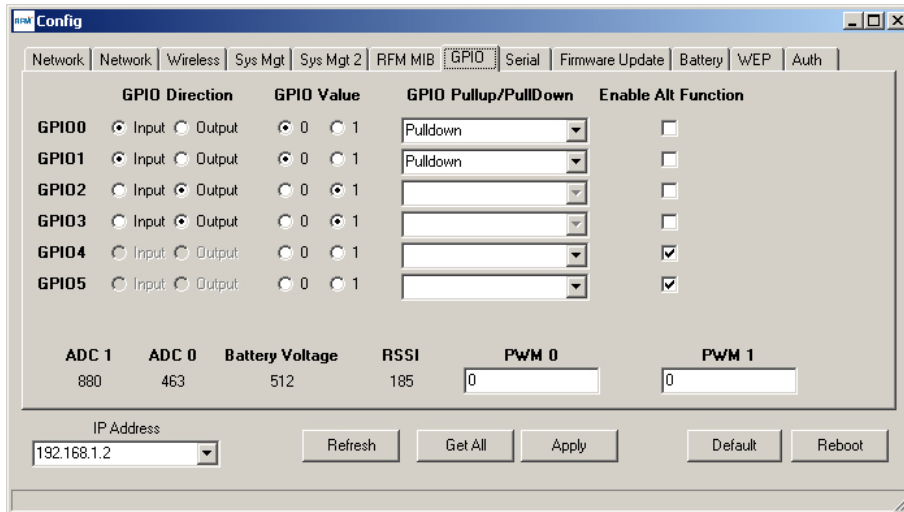 RFM Config
Network Network Wireless Sys Mgt Sys Mgt 2 RFM MIB GPIO Serial Firmware Update Battery WEP Auth
GPIO Direction GPIO Value GPIO Pullup/PullDown Enable Alt Function
GPIO0 Input Output 0 1 Pulldown
GPIO1 Input Output 0 1 Pulldown
GPIO2 Input Output 0 1
GPIO3 Input Output 0 1
GPIO4 Input Output 0 1
GPIO5 Input Output 0 1
ADC 1 ADC 0 Battery Voltage RSSI PWM 0 PWM 1
880 463 512 185 0 0
IP Address
192.168.1.2 Refresh Get All Apply Default Reboot